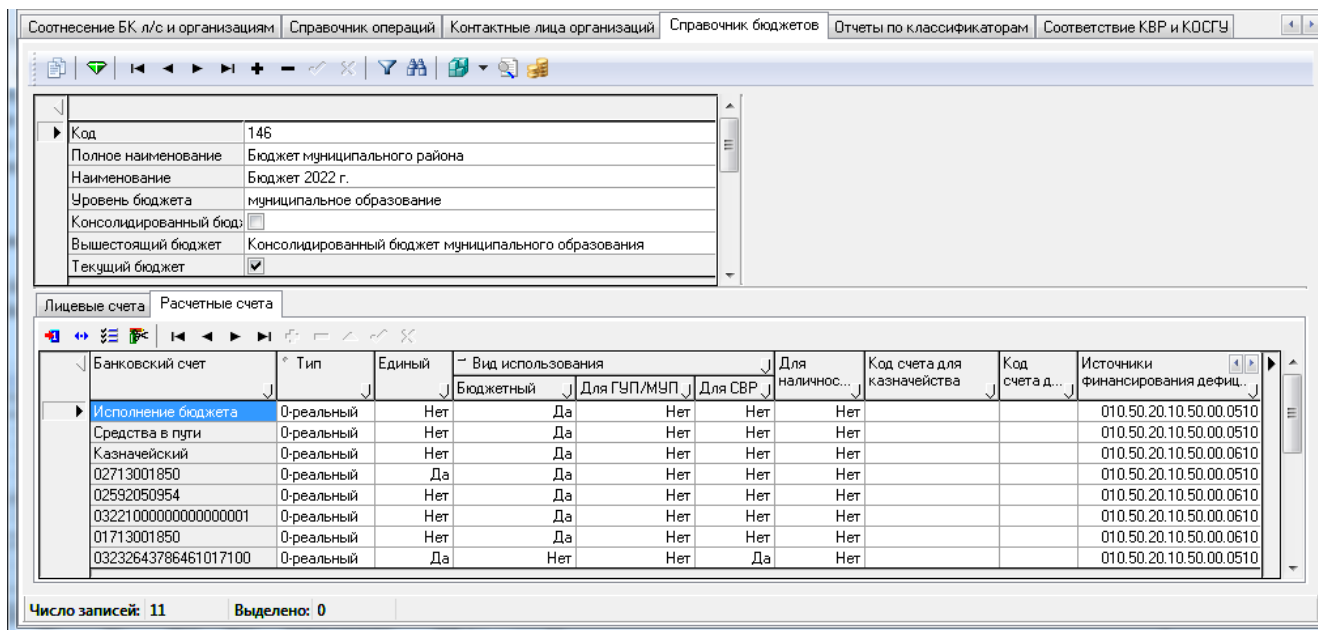 Соотнесение БК л/с и организациям Справочник операций Контактные лица организаций Справочник бюджетов Отчеты по классификаторам Соответствие КВР и КОСГУ
Код 146
Полное наименование Бюджет муниципального района
Наименование Бюджет 2022 г.
Уровень бюджета муниципальное образование
Консолидированный бюд
Вышестоящий бюджет Консолидированный бюджет муниципального образования
Текущий бюджет
Лицевые счета Расчетные счета
Банковский счет Тип Единый Вид использования Для наличнос... Код счета для казначейства Код счета д... Источники финансирования дефиц...
Бюджетный Для ГУП/МУП Для СВР
Исполнение бюджета 0-реальный Нет Да Нет Нет Нет 010.50.20.10.50.00.0510
Средства в пути 0-реальный Нет Да Нет Нет Нет 010.50.20.10.50.00.0510
Казначейский 0-реальный Нет Да Нет Нет Нет 010.50.20.10.50.00.0610
02713001850 0-реальный Да Да Нет Нет Нет 010.50.20.10.50.00.0510
02592050954 0-реальный Нет Да Нет Нет Нет 010.50.20.10.50.00.0610
03221000000000000001 0-реальный Нет Да Нет Нет Нет 010.50.20.10.50.00.0610
01713001850 0-реальный Нет Да Нет Нет Нет 010.50.20.10.50.00.0610
03232643786461017100 0-реальный Да Нет Нет Да Нет 010.50.20.10.50.00.0510
Число записей: 11 Выделено: 0